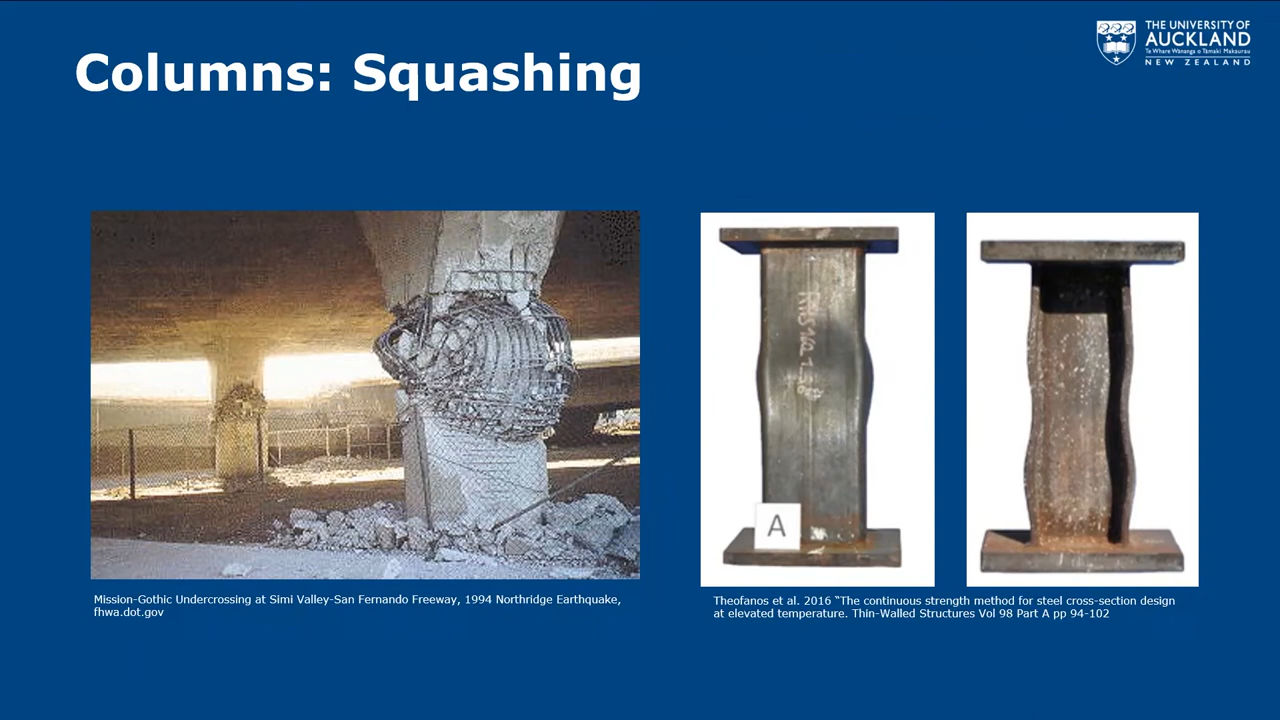 Columns: Squashing
THE UNIVERSITY OF
AUCKLAND
Te Whare Wānanga o Tāmaki Makaurau
NEW ZEALAND
A
Mission-Gothic Undercrossing at Simi Valley-San Fernando Freeway, 1994 Northridge Earthquake,
fhwa.dot.gov
Theofanos et al. 2016 “The continuous strength method for steel cross-section design
at elevated temperature. Thin-Walled Structures Vol 98 Part A pp 94-102